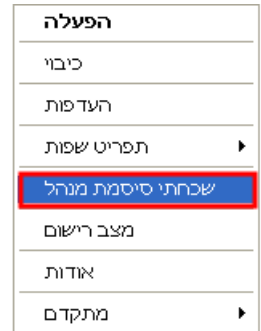 הפעלה
כיבוי
העדפות
תפריט שפות
שכחתי סיסמת מנהל
מצב רישום
אודות
מתקדם